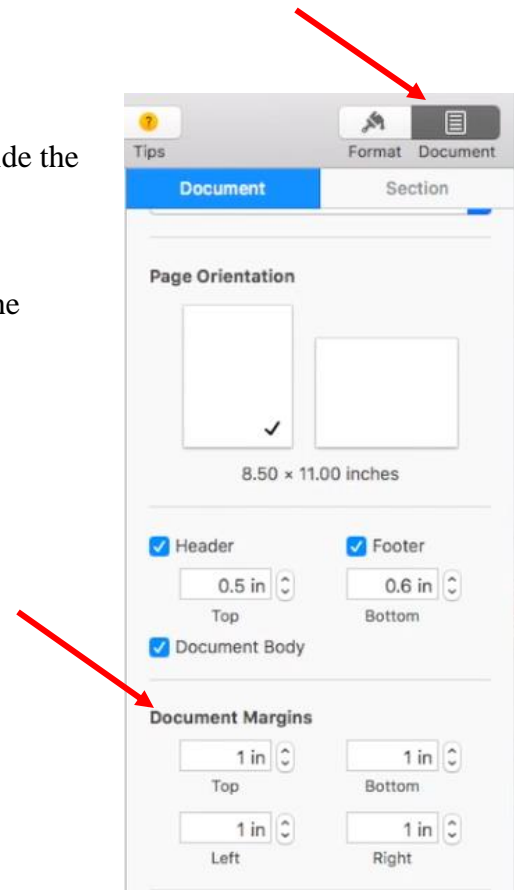 ?
Tips
Format Document
ide the
Document Section
Page Orientation
ne
8.50 × 11.00 inches
Header Footer
0.5 in 0.6 in
Top Bottom
Document Body
Document Margins
1 in 1 in
Top Bottom
1 in 1 in
Left Right